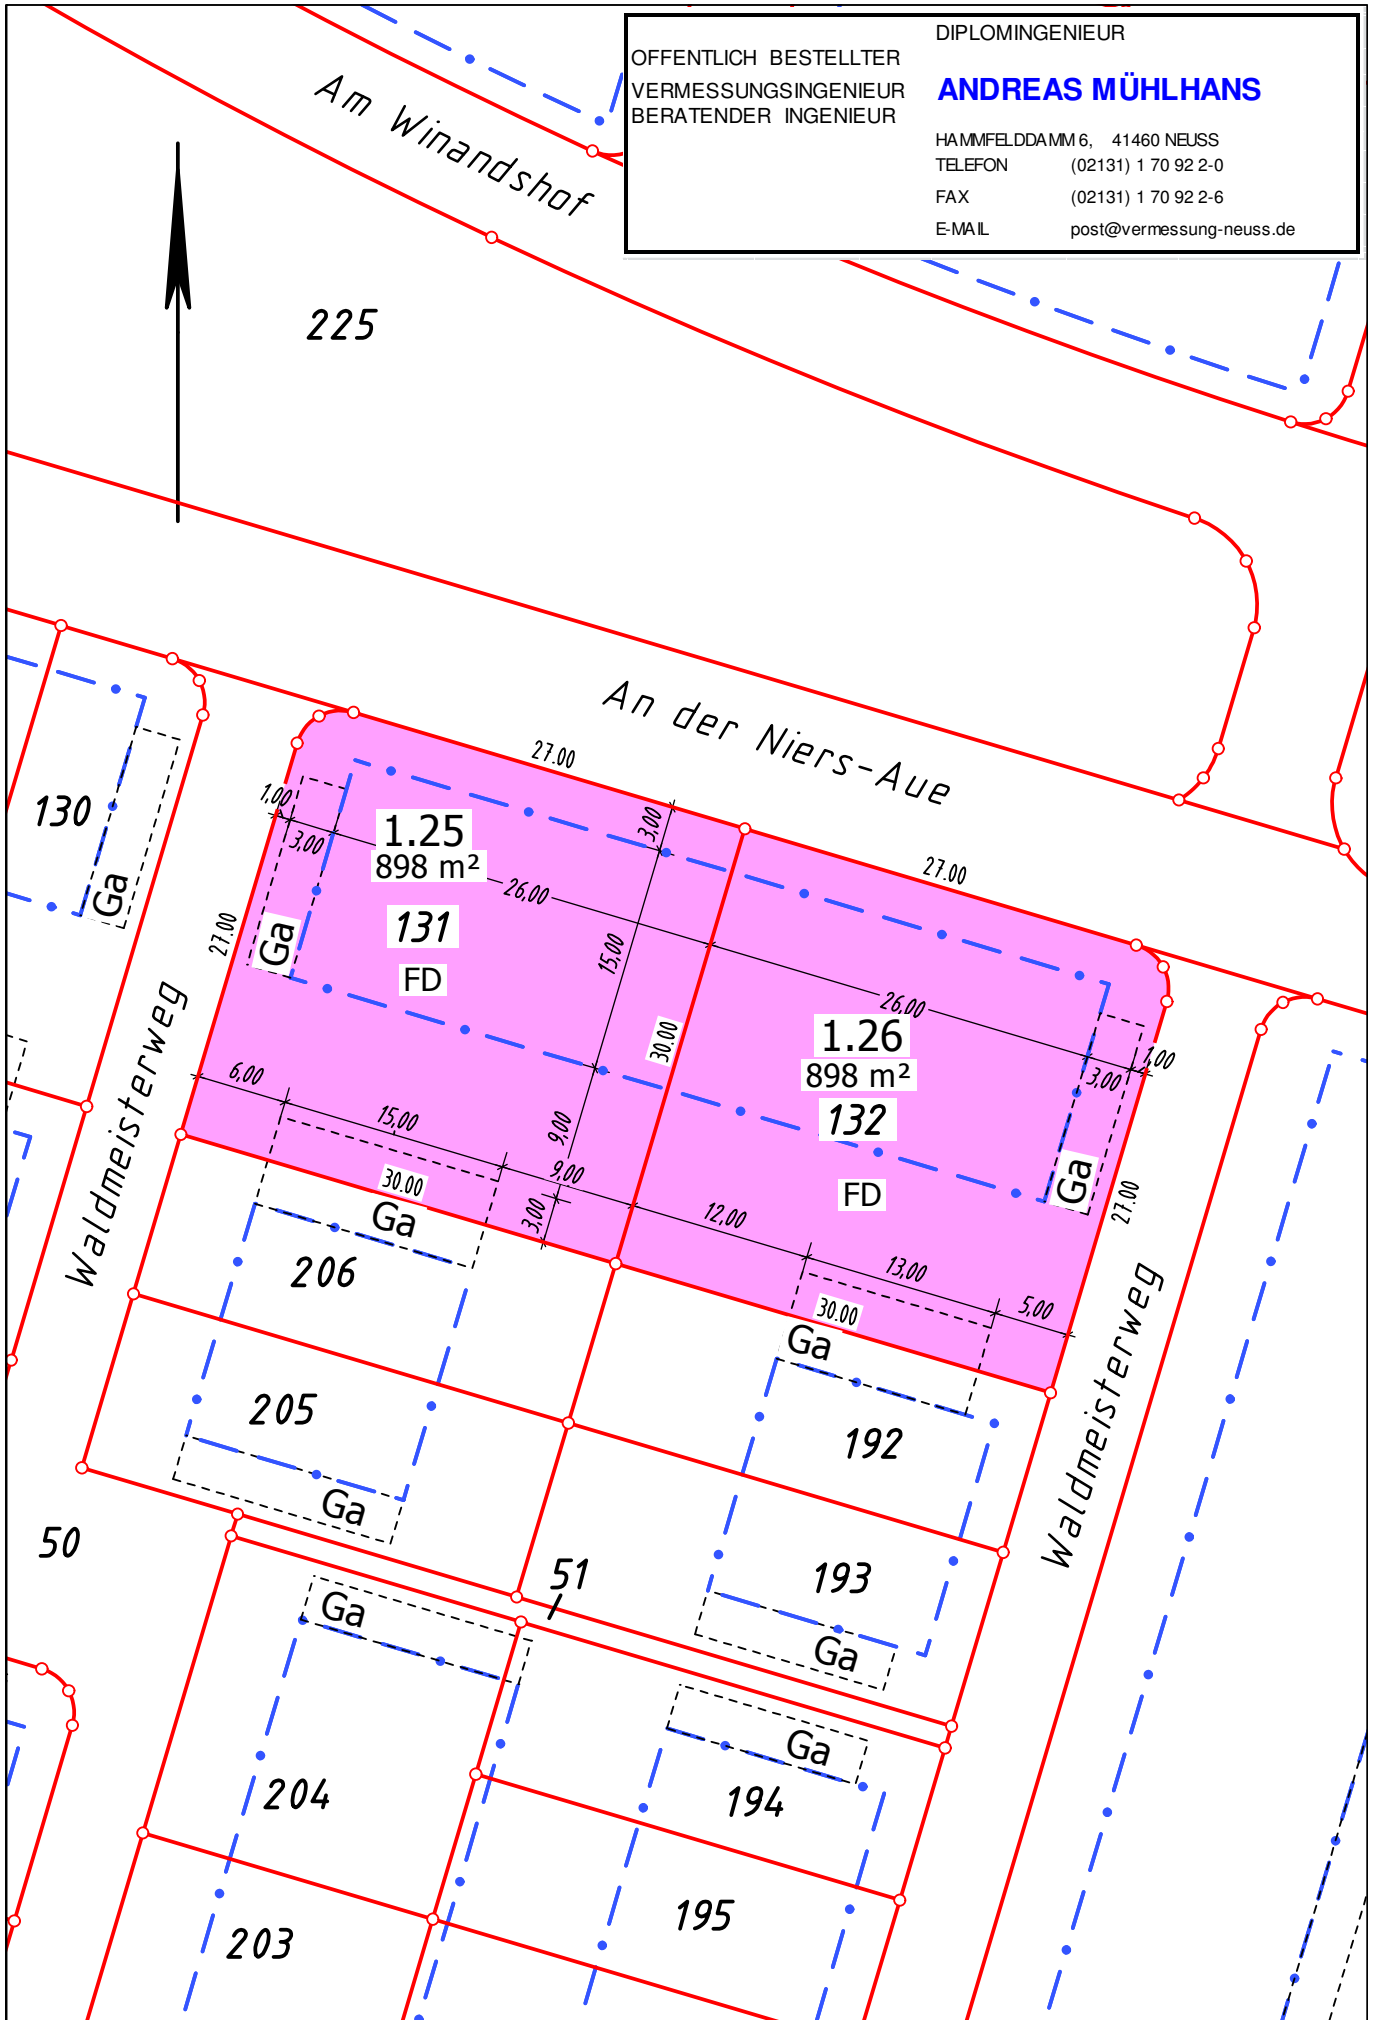 DIPLOMINGENIEUR
OFFENTLICH BESTELLTER
VERMESSUNGSINGENIEUR
BERATENDER INGENIEUR
ANDREAS MÜHLHANS
HAMMFELDDAMM 6, 41460 NEUSS
TELEFON (02131) 1 70 92 2-0
FAX (02131) 1 70 92 2-6
E-MAIL post@vermessung-neuss.de
Am Winandshof
225
An der Niers-Aue
27.00
130
Ga
1,00
3,00
1.25
898 m²
3,00
27.00
26,00
131
FD
Ga
27.00
15,00
Waldmeisterweg
30.00
26,00
1.26
898 m²
132
FD
1,00
3,00
Ga
27.00
6,00
15,00
9,00
9,00
30.00
3,00
12,00
13,00
5,00
30.00
Ga
206
Ga
192
Waldmeisterweg
205
Ga
50
51
193
Ga
Ga
204
Ga
194
195
203